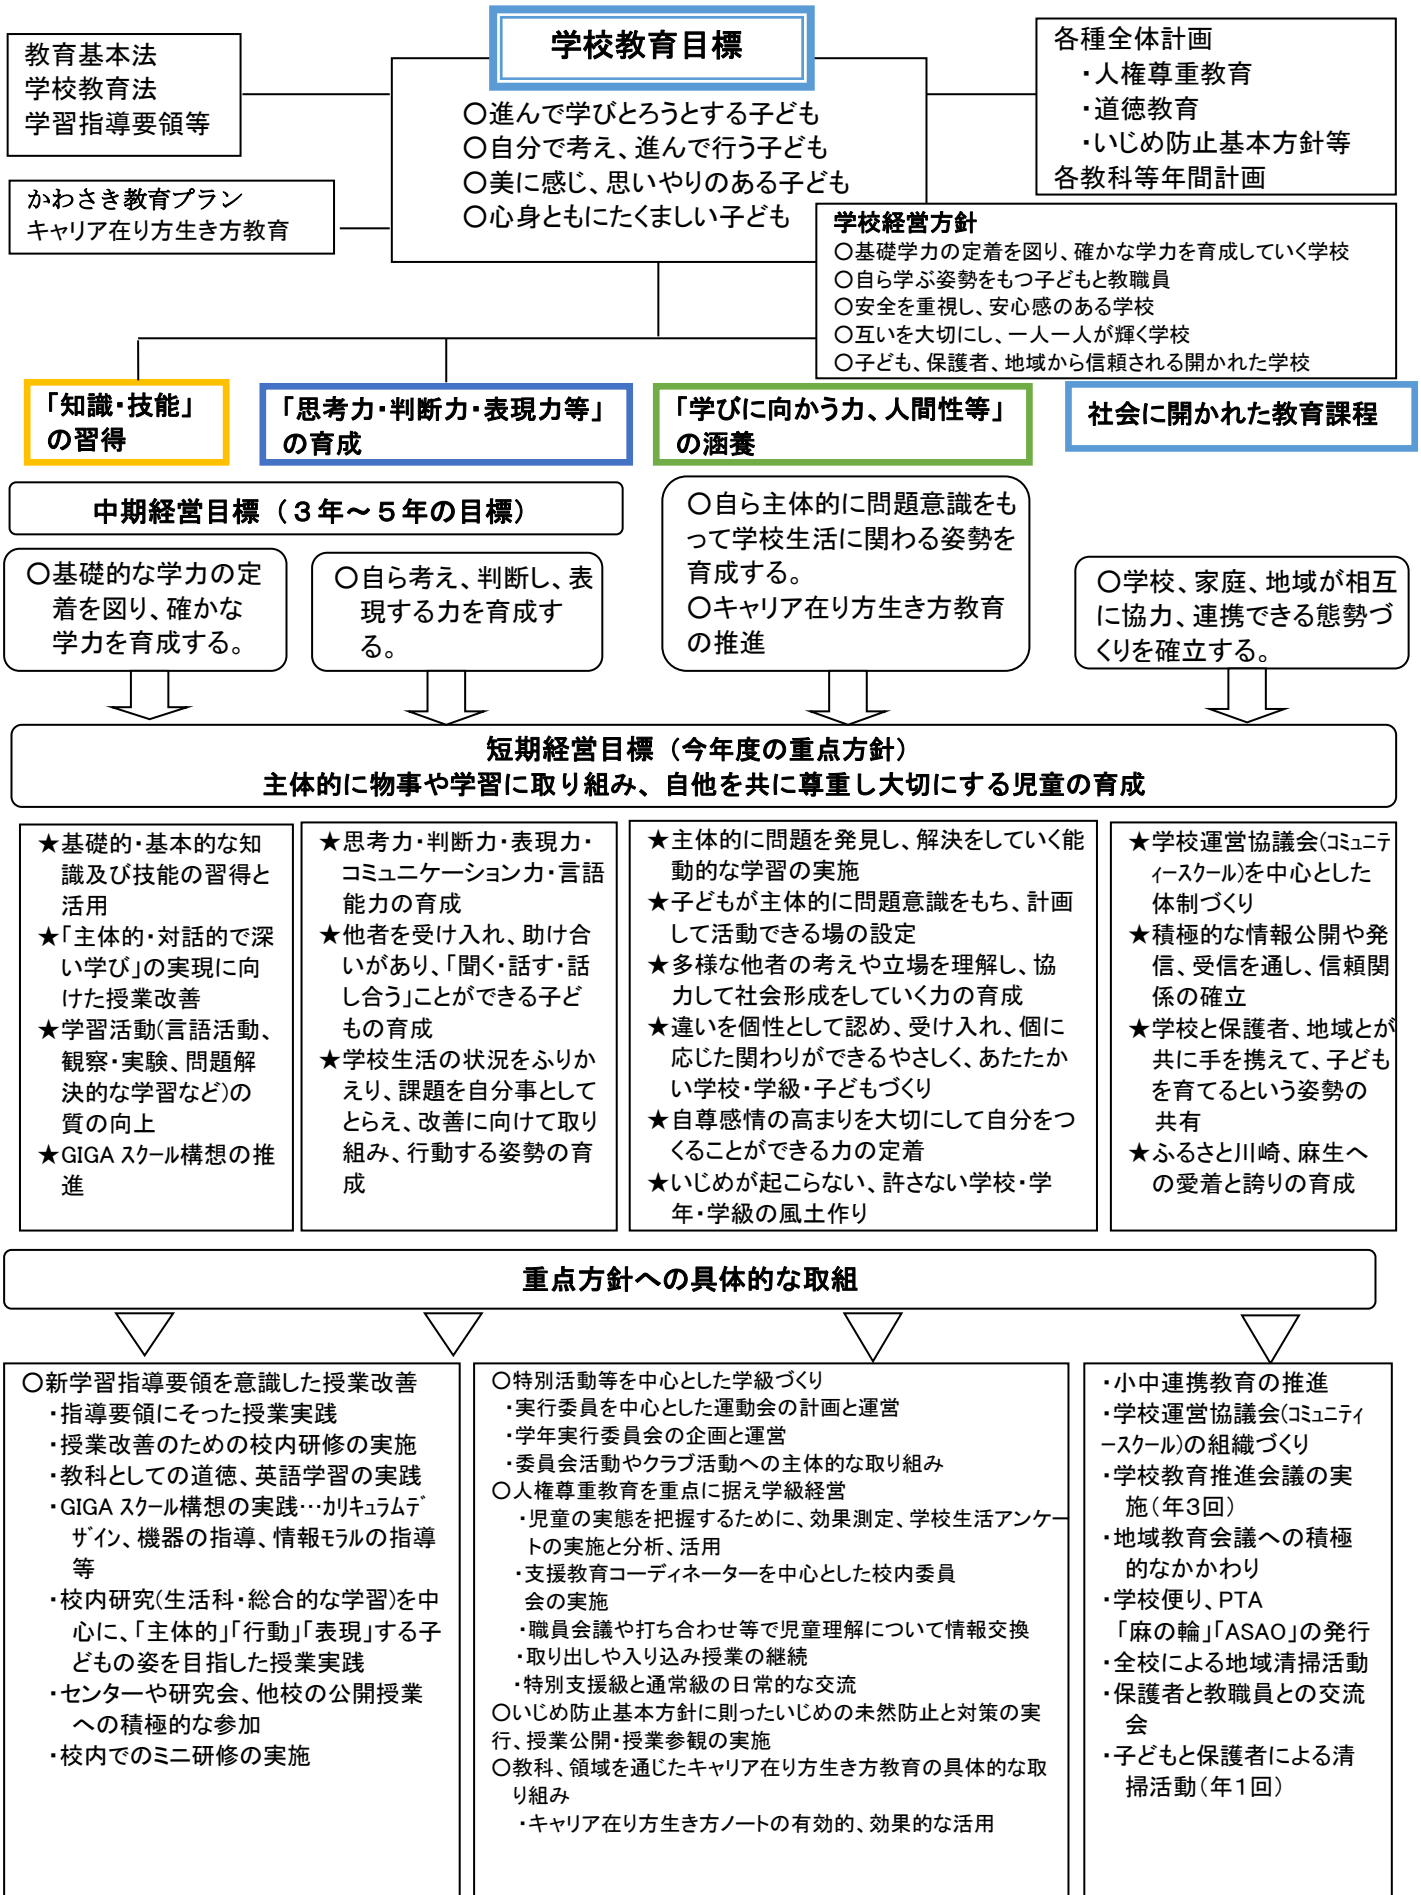 学校教育目標
教育基本法
学校教育法
学習指導要領等
かわさき教育プラン
キャリア在り方生き方教育
〇進んで学びとろうとする子ども
〇自分で考え、進んで行う子ども
〇美に感じ、思いやりのある子ども
〇心身ともにたくましい子ども
各種全体計画
・人権尊重教育
・道徳教育
・いじめ防止基本方針等
各教科等年間計画
学校経営方針
〇基礎学力の定着を図り、確かな学力を育成していく学校
〇自ら学ぶ姿勢をもつ子どもと教職員
〇安全を重視し、安心感のある学校
〇互いを大切にし、一人一人が輝く学校
〇子ども、保護者、地域から信頼される開かれた学校
「知識・技能」
の習得
「思考力・判断力・表現力等」
の育成
「学びに向かう力、人間性等」
の涵養
社会に開かれた教育課程
中期経営目標（３年～５年の目標）
〇基礎的な学力の定
着を図り、確かな
学力を育成する。
〇自ら考え、判断し、表
現する力を育成す
る。
〇自ら主体的に問題意識をも
って学校生活に関わる姿勢を
育成する。
〇キャリア在り方生き方教育
の推進
〇学校、家庭、地域が相互
に協力、連携できる態勢づ
くりを確立する。
短期経営目標（今年度の重点方針）
主体的に物事や学習に取り組み、自他を共に尊重し大切にする児童の育成
★基礎的・基本的な知
識及び技能の習得と
活用
★「主体的・対話的で深
い学び」の実現に向
けた授業改善
★学習活動(言語活動、
観察・実験、問題解
決的な学習など)の
質の向上
★GIGA スクール構想の推
進
★思考力・判断力・表現力・
コミュニケーション力・言語
能力の育成
★他者を受け入れ、助け合
いがあり、「聞く・話す・話
し合う」ことができる子ど
もの育成
★学校生活の状況をふりか
えり、課題を自分事として
とらえ、改善に向けて取り
組み、行動する姿勢の育
成
★主体的に問題を発見し、解決をしていく能
動的な学習の実施
★子どもが主体的に問題意識をもち、計画
して活動できる場の設定
★多様な他者の考えや立場を理解し、協
力して社会形成をしていく力の育成
★違いを個性として認め、受け入れ、個に
応じた関わりができるやさしく、あたたか
い学校・学級・子どもづくり
★自尊感情の高まりを大切にして自分をつ
くることができる力の定着
★いじめが起こらない、許さない学校・学
年・学級の風土作り
★学校運営協議会(ｺﾐｭﾆﾃ
ｨｰｽｸｰﾙ)を中心とした
体制づくり
★積極的な情報公開や発
信、受信を通し、信頼関
係の確立
★学校と保護者、地域とが
共に手を携えて、子ども
を育てるという姿勢の
共有
★ふるさと川崎、麻生へ
の愛着と誇りの育成
重点方針への具体的な取組
〇新学習指導要領を意識した授業改善
・指導要領にそった授業実践
・授業改善のための校内研修の実施
・教科としての道徳、英語学習の実践
・GIGA スクール構想の実践…ｶﾘｷｭﾗﾑﾃﾞ
ｻﾞｲﾝ、機器の指導、情報ﾓﾗﾙの指導
等
・校内研究(生活科・総合的な学習)を中
心に、「主体的」「行動」「表現」する子
どもの姿を目指した授業実践
・センターや研究会、他校の公開授業
への積極的な参加
・校内でのミニ研修の実施
〇特別活動等を中心とした学級づくり
・実行委員を中心とした運動会の計画と運営
・学年実行委員会の企画と運営
・委員会活動やクラブ活動への主体的な取り組み
〇人権尊重教育を重点に据え学級経営
・児童の実態を把握するために、効果測定、学校生活アンケー
トの実施と分析、活用
・支援教育コーディネーターを中心とした校内委員
会の実施
・職員会議や打ち合わせ等で児童理解について情報交換
・取り出しや入り込み授業の継続
・特別支援級と通常級の日常的な交流
〇いじめ防止基本方針に則ったいじめの未然防止と対策の実
行、授業公開・授業参観の実施
〇教科、領域を通じたキャリア在り方生き方教育の具体的な取
り組み
・キャリア在り方生き方ノートの有効的、効果的な活用
・小中連携教育の推進
・学校運営協議会(ｺﾐｭﾆﾃｨ
ｰｽｸｰﾙ)の組織づくり
・学校教育推進会議の実
施(年３回)
・地域教育会議への積極
的なかかわり
・学校便り、PTA
「麻の輪」「ASAO」の発行
・全校による地域清掃活動
・保護者と教職員との交流
会
・子どもと保護者による清
掃活動(年１回)